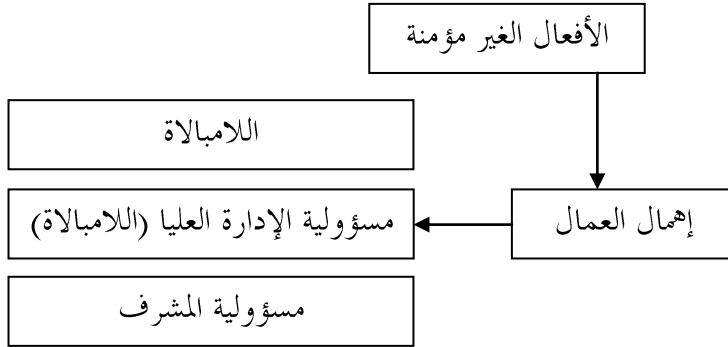 الأفعال الغير مؤمنة
اللامبالاة
إهمال العمال
مسؤولية الإدارة العليا (اللامبالاة)
مسؤولية المشرف